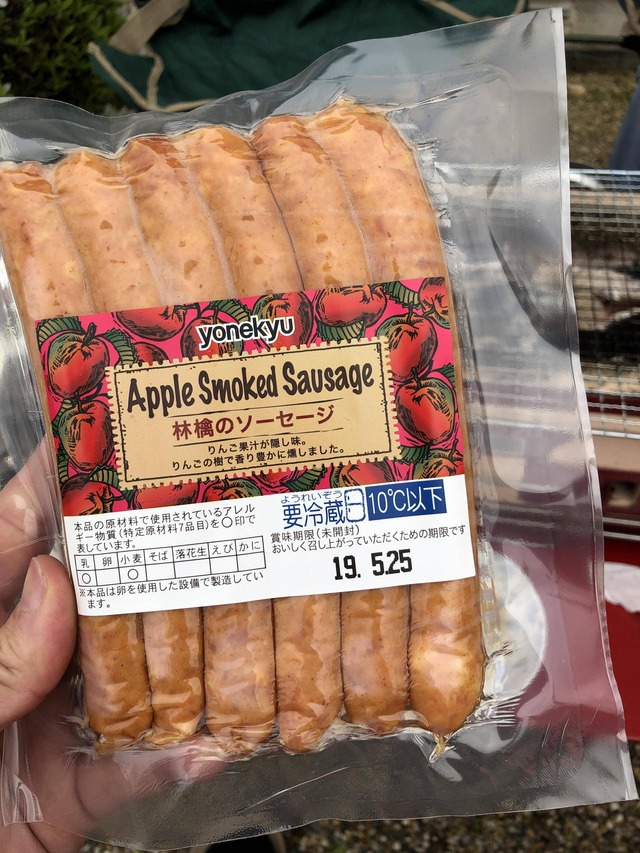 yonekyu
Apple Smoked Sausage
林檎のソーセージ
りんご果汁が隠し味。
りんごの樹で香り豊かに燻しました。
本品の原材料で使用されているアレル
ギー物質(特定原材料7品目)を〇印で
表しています。
乳 卵 小麦 そば 落花生 えび かに
〇 〇
※本品は卵を使用した設備で製造してい
ます。
ようれいぞう
要冷蔵 10℃以下
賞味期限(未開封)
おいしく召し上がっていただくための期限です
19. 5.25